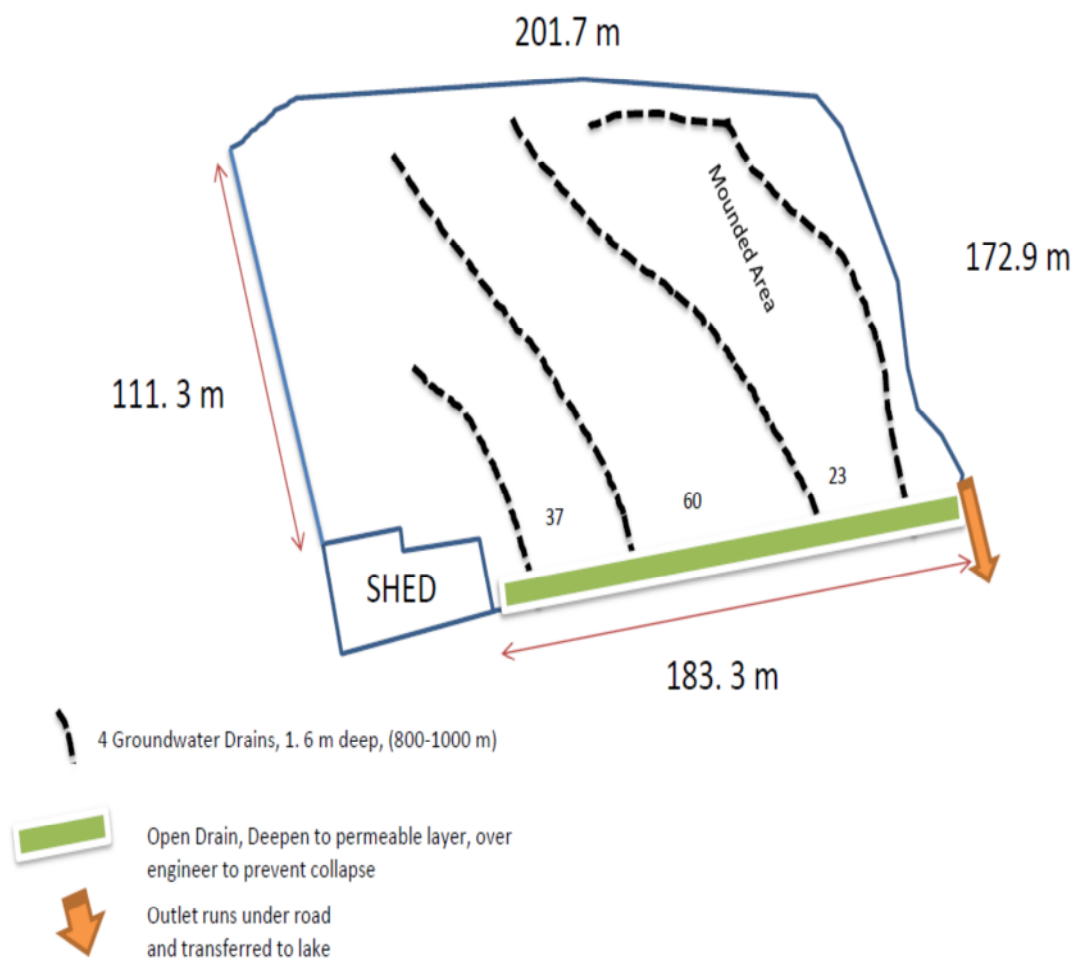 201.7 m
Mounded Area
172.9 m
111. 3 m
23
60
37
SHED
183. 3 m
4 Groundwater Drains, 1. 6 m deep, (800-1000 m)
Open Drain, Deepen to permeable layer, over
engineer to prevent collapse
Outlet runs under road
and transferred to lake